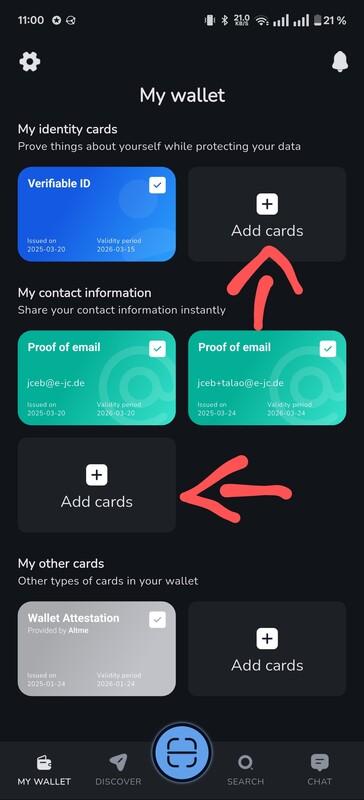 11:00
21.0
KB/S
21 %
My wallet
My identity cards
Prove things about yourself while protecting your data
Verifiable ID
Issued on
2025-03-20
Validity period
2026-03-15
Add cards
My contact information
Share your contact information instantly
Proof of email
jceb@e-jc.de
Issued on
2025-03-20
Validity period
2026-03-20
Proof of email
jceb+talao@e-jc.de
Issued on
2025-03-24
Validity period
2026-03-24
Add cards
My other cards
Other types of cards in your wallet
Wallet Attestation
Provided by Altme
Issued on
2025-01-24
Validity period
2026-01-24
Add cards
MY WALLET
DISCOVER
SEARCH
CHAT